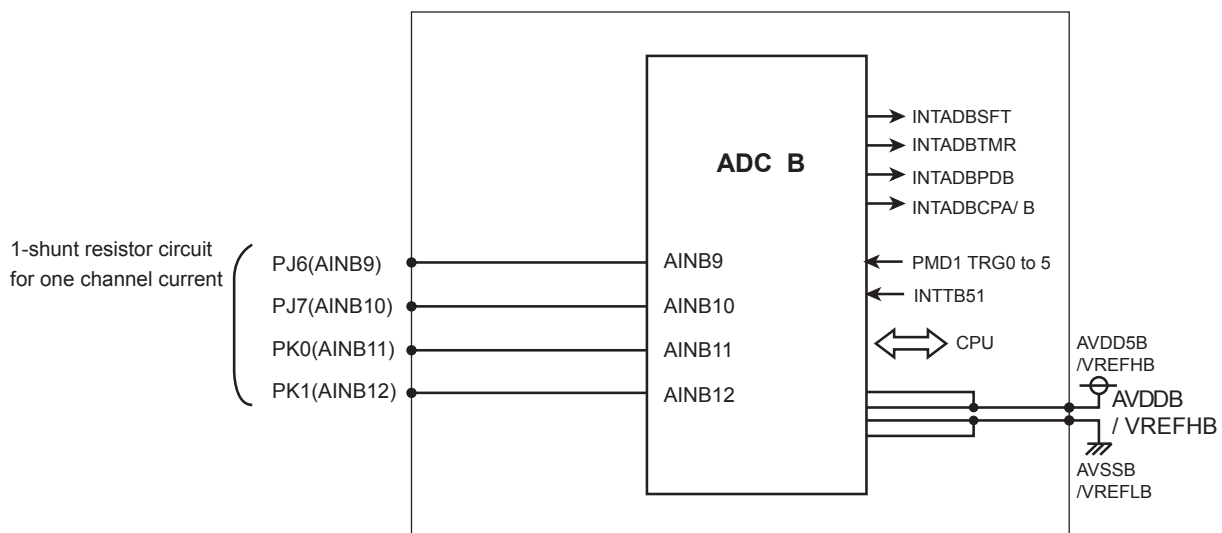 ADC B
INTADBSFT
INTADBTMR
INTADBPDB
INTADBCPA/ B
1-shunt resistor circuit
for one channel current
PJ6(AINB9)
PJ7(AINB10)
PK0(AINB11)
PK1(AINB12)
AINB9
AINB10
AINB11
AINB12
PMD1 TRG0 to 5
INTTB51
CPU
AVDD5B
/VREFHB
AVDDB
/ VREFHB
AVSSB
/VREFLB